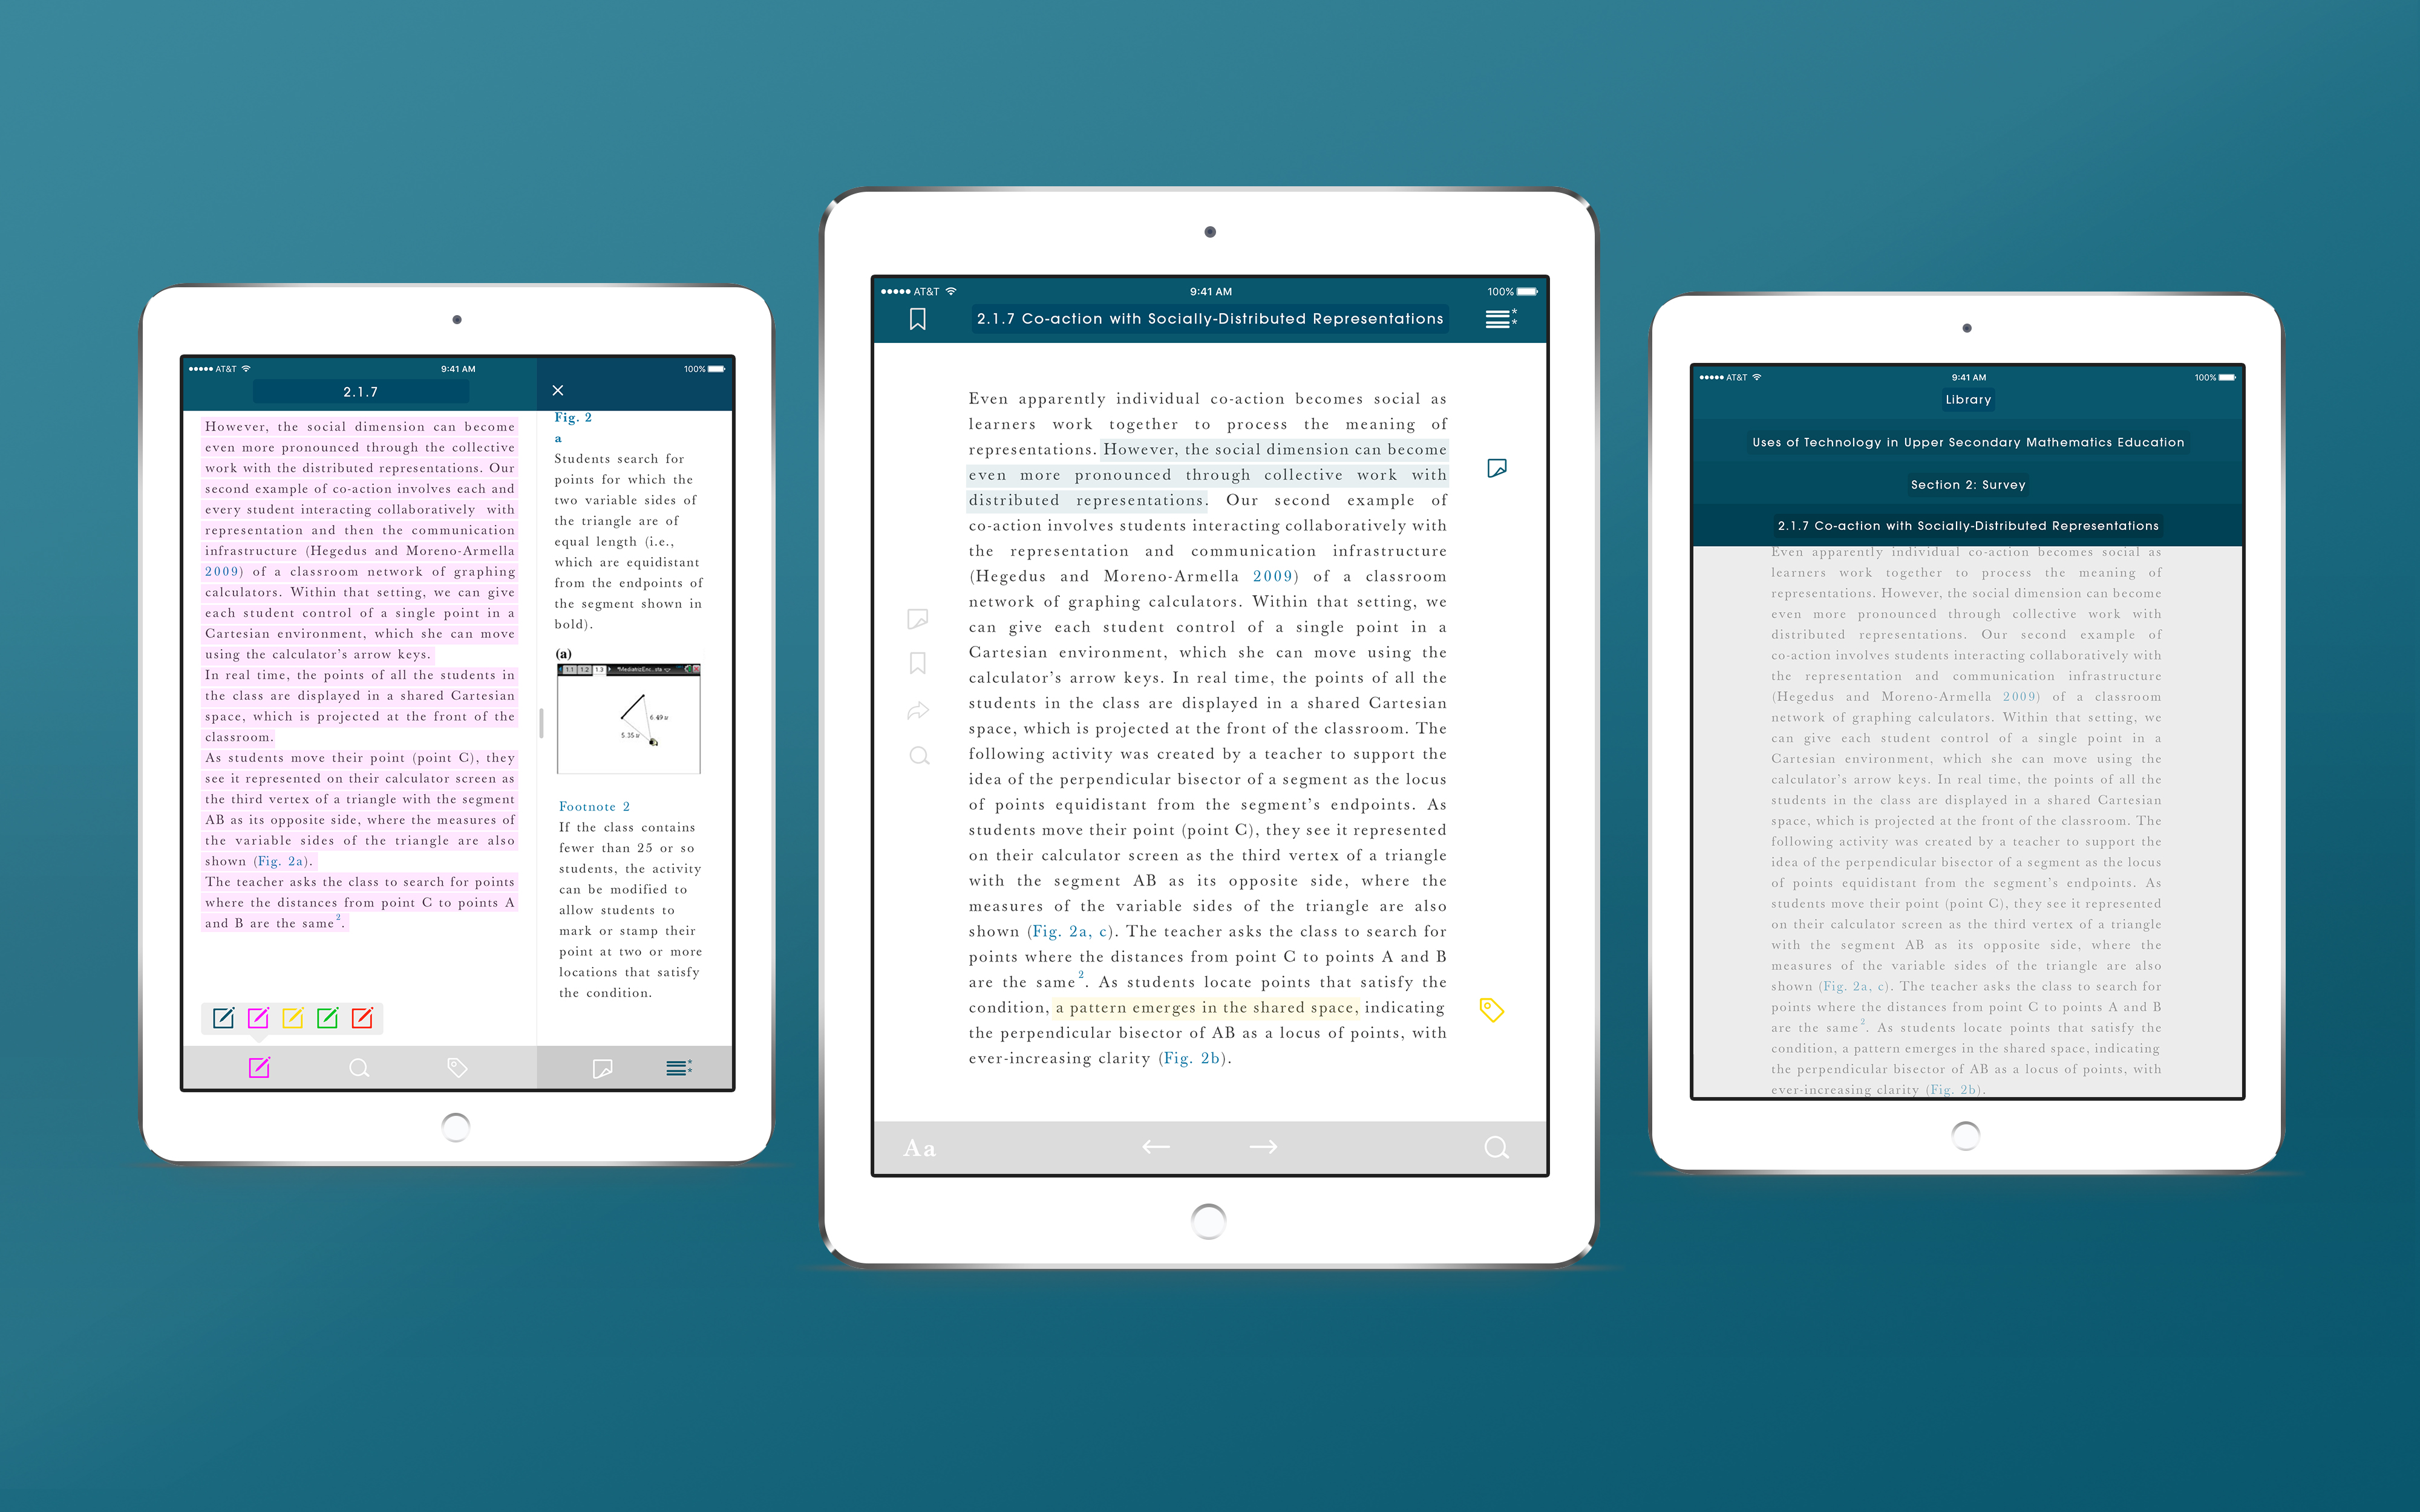 AT&T 9:41 AM 100%
2.1.7
However, the social dimension can become
even more pronounced through the collective
work with the distributed representations. Our
second example of co-action involves each and
every student interacting collaboratively with
representation and then the communication
infrastructure (Hegedus and Moreno-Armella
2009) of a classroom network of graphing
calculators. Within that setting, we can give
each student control of a single point in a
Cartesian environment, which she can move
using the calculator's arrow keys.
In real time, the points of all the students in
the class are displayed in a shared Cartesian
space, which is projected at the front of the
classroom.
As students move their point (point C), they
see it represented on their calculator screen as
the third vertex of a triangle with the segment
AB as its opposite side, where the measures of
the variable sides of the triangle are also
shown (Fig. 2a).
The teacher asks the class to search for points
where the distances from point C to points A
and B are the same2.
Fig. 2
a
Students search for
points for which the
two variable sides of
the triangle are of
equal length (i.e.,
which are equidistant
from the endpoints of
the segment shown in
bold).
(a)
1.1 1.2 1.3
6.49 u
5.35 u
Footnote 2
If the class contains
fewer than 25 or so
students, the activity
can be modified to
allow students to
mark or stamp their
point at two or more
locations that satisfy
the condition.
AT&T 9:41 AM 100%
2.1.7 Co-action with Socially-Distributed Representations
Even apparently individual co-action becomes social as
learners work together to process the meaning of
representations. However, the social dimension can become
even more pronounced through collective work with
distributed representations. Our second example of
co-action involves students interacting collaboratively with
the representation and communication infrastructure
(Hegedus and Moreno-Armella 2009) of a classroom
network of graphing calculators. Within that setting, we
can give each student control of a single point in a
Cartesian environment, which she can move using the
calculator's arrow keys. In real time, the points of all the
students in the class are displayed in a shared Cartesian
space, which is projected at the front of the classroom. The
following activity was created by a teacher to support the
idea of the perpendicular bisector of a segment as the locus
of points equidistant from the segment's endpoints. As
students move their point (point C), they see it represented
on their calculator screen as the third vertex of a triangle
with the segment AB as its opposite side, where the
measures of the variable sides of the triangle are also
shown (Fig. 2a, c). The teacher asks the class to search for
points where the distances from point C to points A and B
are the same2. As students locate points that satisfy the
condition, a pattern emerges in the shared space, indicating
the perpendicular bisector of AB as a locus of points, with
ever-increasing clarity (Fig. 2b).
Aa
AT&T 9:41 AM 100%
Library
Uses of Technology in Upper Secondary Mathematics Education
Section 2: Survey
2.1.7 Co-action with Socially-Distributed Representations
Even apparently individual co-action becomes social as
learners work together to process the meaning of
representations. However, the social dimension can become
even more pronounced through collective work with
distributed representations. Our second example of
co-action involves students interacting collaboratively with
the representation and communication infrastructure
(Hegedus and Moreno-Armella 2009) of a classroom
network of graphing calculators. Within that setting, we
can give each student control of a single point in a
Cartesian environment, which she can move using the
calculator's arrow keys. In real time, the points of all the
students in the class are displayed in a shared Cartesian
space, which is projected at the front of the classroom. The
following activity was created by a teacher to support the
idea of the perpendicular bisector of a segment as the locus
of points equidistant from the segment's endpoints. As
students move their point (point C), they see it represented
on their calculator screen as the third vertex of a triangle
with the segment AB as its opposite side, where the
measures of the variable sides of the triangle are also
shown (Fig. 2a, c). The teacher asks the class to search for
points where the distances from point C to points A and B
are the same2. As students locate points that satisfy the
condition, a pattern emerges in the shared space, indicating
the perpendicular bisector of AB as a locus of points, with
ever-increasing clarity (Fig. 2b).